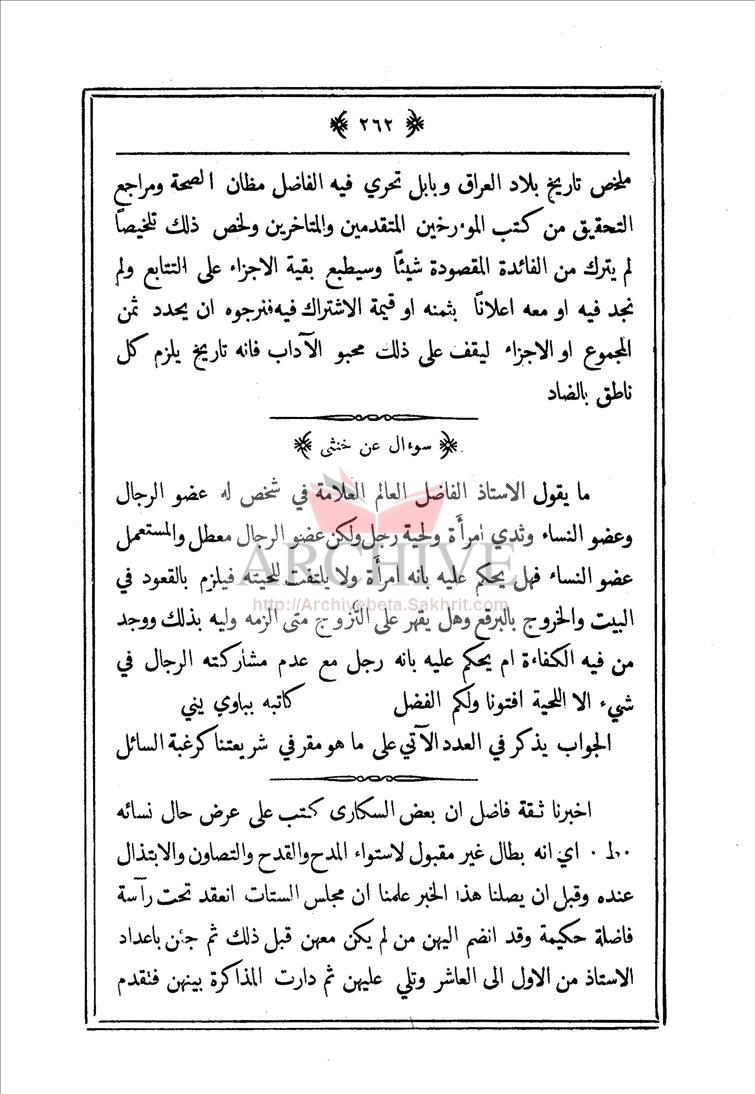 ﴿ ٢٦٢ ﴾
ملخص تاريخ بلاد العراق وبابل تحري فيه الفاضل مظان الصحة ومراجع
التحقيق من كتب الموءرخين المتقدمين والمتاخرين ولخص ذلك تلخيصاً
لم يترك من الفائدة المقصودة شيئاً وسيطبع بقية الاجزاء على التتابع ولم
نجد فيه او معه اعلاناً بثمنه او قيمة الاشتراك فيه فنرجوه ان يحدد ثمن
المجموع او الاجزاء ليقف على ذلك محبو الآداب فانه تاريخ يلزم كل
ناطق بالضاد
﴿ سوءال عن خنثى ﴾
ما يقول الاستاذ الفاضل العالم العلامة في شخص له عضو الرجال
وعضو النساء وثدي امرأة ولحية رجل ولكن عضو الرجال معطل والمستعمل
عضو النساء فهل يحكم عليه بانه امرأة ولا يلتفت للحيته فيلزم بالقعود في
البيت والخروج بالبرقع وهل يقهر على التزوج متى الزمه وليه بذلك ووجد
من فيه الكفاءة ام يحكم عليه بانه رجل مع عدم مشاركته الرجال في
شيء الا اللحية افتونا ولكم الفضل كاتبه بباوي يني
الجواب يذكر في العدد الآتي على ما هو مقرر في شريعتنا كرغبة السائل
اخبرنا ثقة فاضل ان بعض السكارى كتب على عرض حال نسائه
اي انه بطال غير مقبول لاستواء المدح والقدح والتصاون والابتذال
عنده وقبل ان يصلنا هذا الخبر علمنا ان مجلس الستات انعقد تحت رآسة
فاضلة حكيمة وقد انضم اليهن من لم يكن معهن قبل ذلك ثم جئن باعداد
الاستاذ من الاول الى العاشر وتلي عليهن ثم دارت المذاكرة بينهن فتقدم
ARCHIVE
http://Archivebeta.Sakhrit.com